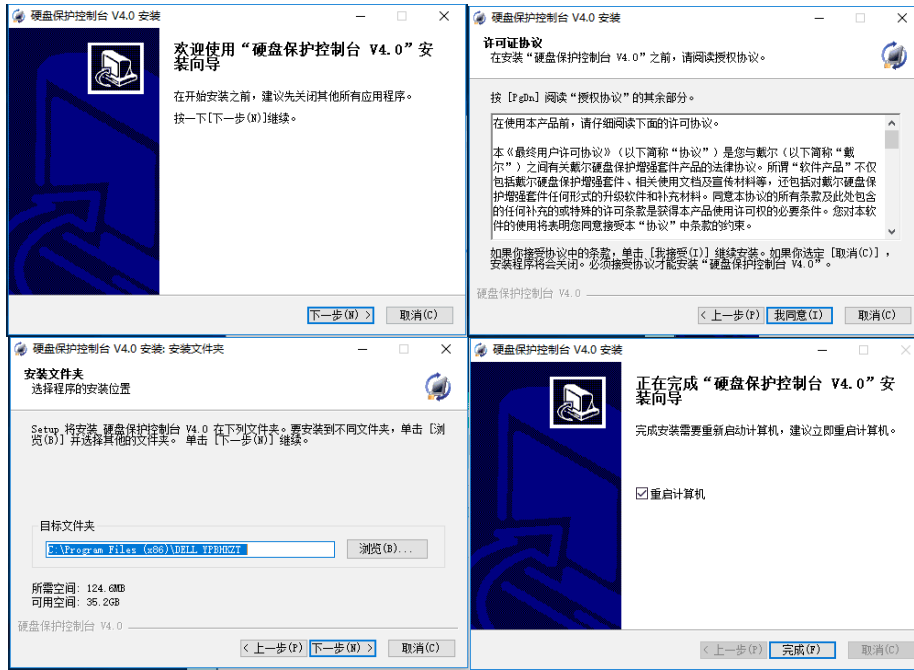 硬盘保护控制台 V4.0 安装
欢迎使用“硬盘保护控制台 V4.0”安
装向导
在开始安装之前，建议先关闭其他所有应用程序。
按一下[下一步(N)]继续。
下一步(N) >
取消(C)
硬盘保护控制台 V4.0 安装
许可证协议
在安装“硬盘保护控制台 V4.0”之前，请阅读授权协议。
按 [PgDn] 阅读“授权协议”的其余部分。
在使用本产品前，请仔细阅读下面的许可协议。
本《最终用户许可协议》（以下简称“协议”）是您与戴尔（以下简称“戴
尔”）之间有关戴尔硬盘保护增强套件产品的法律协议。所谓“软件产品”不仅
包括戴尔硬盘保护增强套件、相关使用文档及宣传材料等，还包括对戴尔硬盘保
护增强套件任何形式的升级软件和补充材料。同意本协议的所有条款及此处包含
的任何补充的或特殊的许可条款是获得本产品使用许可权的必要条件。您对本软
件的使用将表明您同意接受本“协议”中条款的约束。
如果你接受协议中的条款，单击 [我接受(I)] 继续安装。如果你选定 [取消(C)] ，
安装程序将会关闭。必须接受协议才能安装“硬盘保护控制台 V4.0”。
硬盘保护控制台 V4.0
< 上一步(P)
我同意(I)
取消(C)
硬盘保护控制台 V4.0 安装: 安装文件夹
安装文件夹
选择程序的安装位置
Setup 将安装 硬盘保护控制台 V4.0 在下列文件夹。要安装到不同文件夹，单击 [浏
览(B)] 并选择其他的文件夹。 单击 [下一步(N)] 继续。
目标文件夹
C:\Program Files (x86)\DELL YPBHKZT
浏览(B)...
所需空间: 124.6MB
可用空间: 35.2GB
硬盘保护控制台 V4.0
< 上一步(P)
下一步(N) >
取消(C)
硬盘保护控制台 V4.0 安装
正在完成“硬盘保护控制台 V4.0”安
装向导
完成安装需要重新启动计算机，建议立即重启计算机。
重启计算机
< 上一步(P)
完成(F)
取消(C)